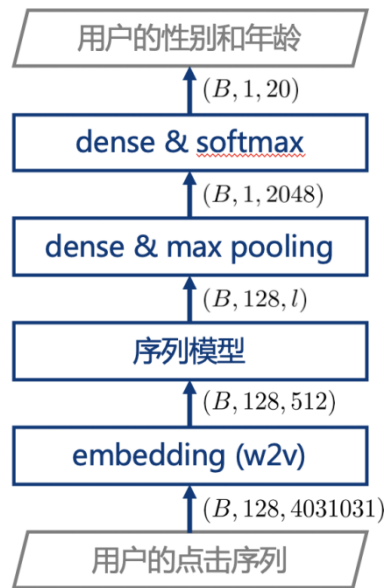 用户的性别和年龄
(B, 1, 20)
dense & softmax
(B, 1, 2048)
dense & max pooling
(B, 128, l)
序列模型
(B, 128, 512)
embedding (w2v)
(B, 128, 4031031)
用户的点击序列